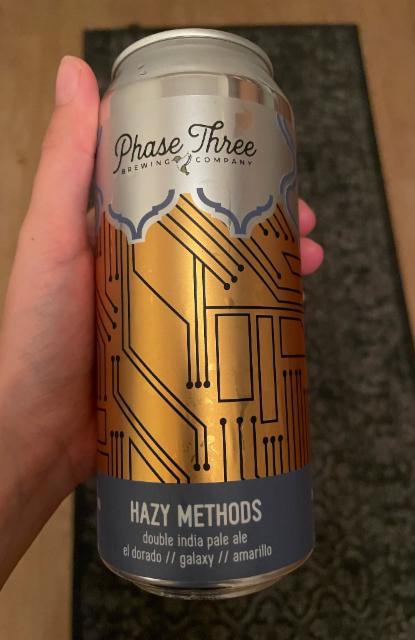 Phase Three
BREWING COMPANY
HAZY METHODS
double india pale ale
el dorado // galaxy // amarillo